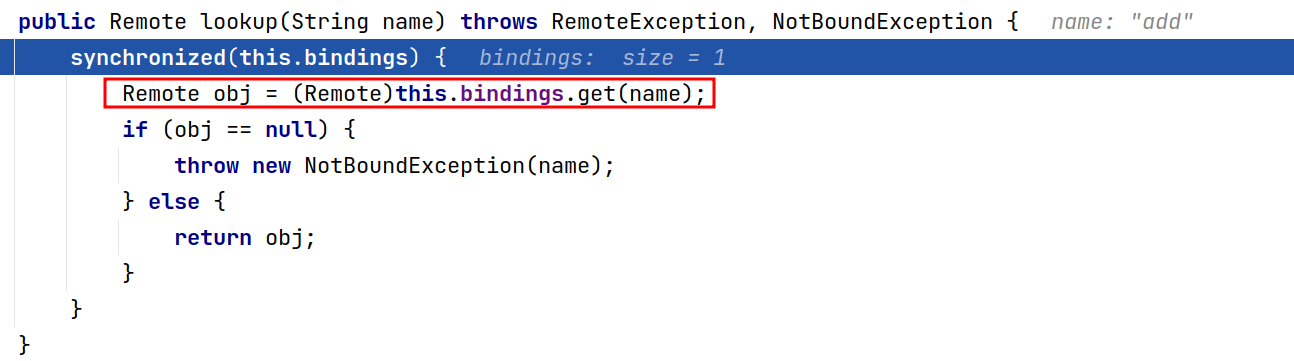 public Remote lookup(String name) throws RemoteException, NotBoundException {   name: "add"
    synchronized(this.bindings) {   bindings:  size = 1
        Remote obj = (Remote)this.bindings.get(name);
        if (obj == null) {
            throw new NotBoundException(name);
        } else {
            return obj;
        }
    }
}